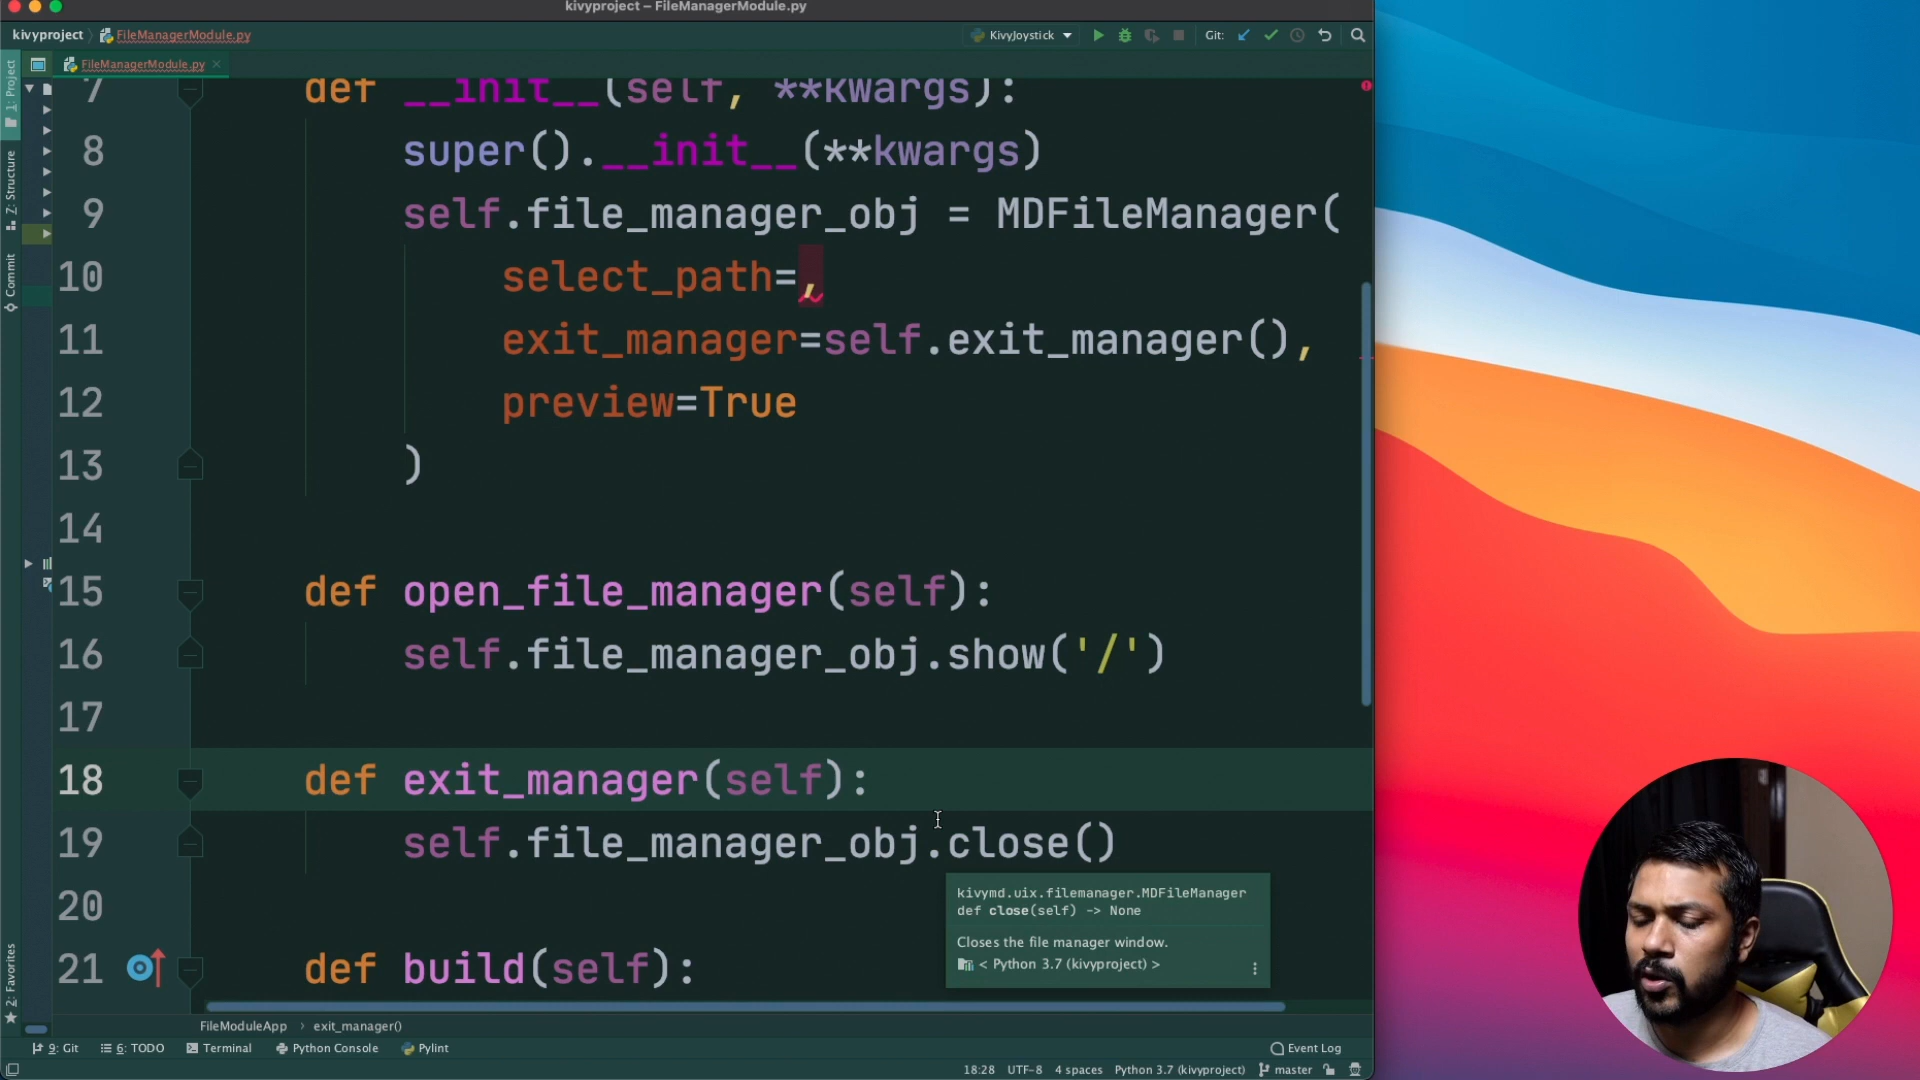 kivyproject – FileManagerModule.py
kivyproject FileManagerModule.py
KivyJoystick Git:
FileManagerModule.py
1: Project
Z: Structure
Commit
2: Favorites
7 def __init__(self, **kwargs):
8 super().__init__(**kwargs)
9 self.file_manager_obj = MDFileManager(
10 select_path=,
11 exit_manager=self.exit_manager(),
12 preview=True
13 )
14
15 def open_file_manager(self):
16 self.file_manager_obj.show('/')
17
18 def exit_manager(self):
19 self.file_manager_obj.close()
20
21 def build(self):
kivymd.uix.filemanager.MDFileManager
def close(self) -> None
Closes the file manager window.
< Python 3.7 (kivyproject) >
FileModuleApp › exit_manager()
9: Git 6: TODO Terminal Python Console Pylint Event Log
18:28 UTF-8 4 spaces Python 3.7 (kivyproject) master